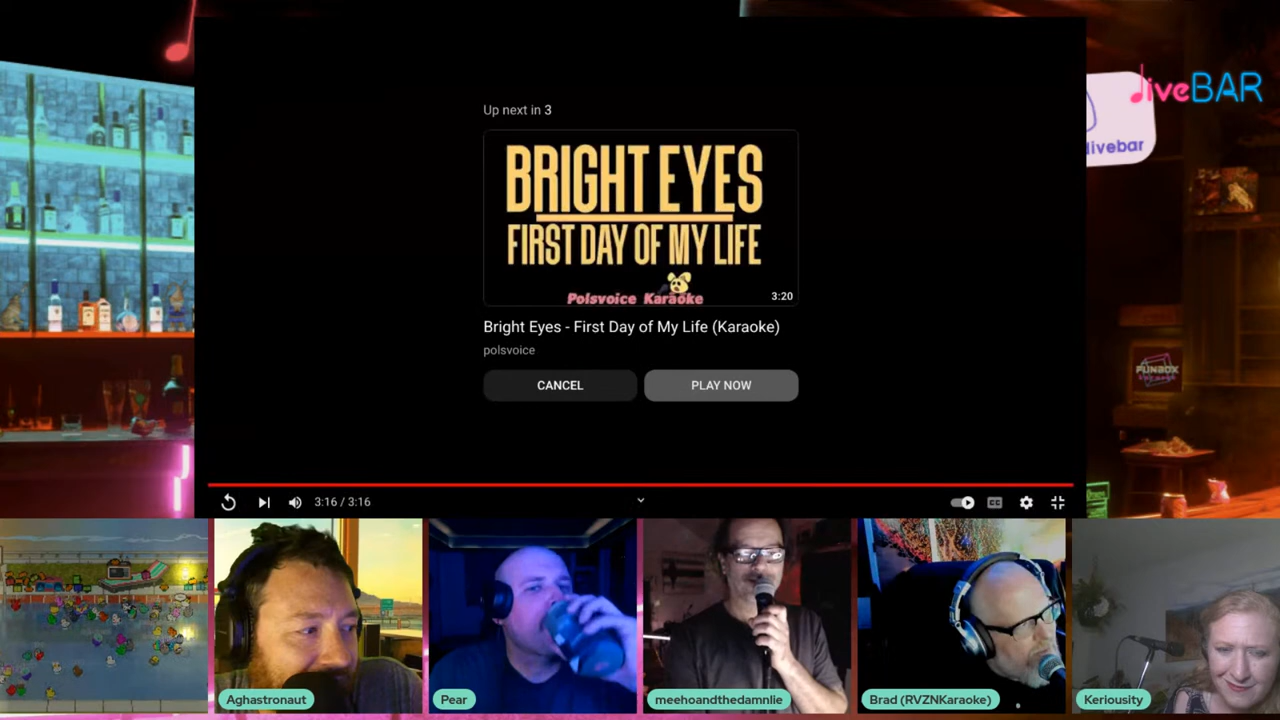 Up next in 3
BRIGHT EYES
FIRST DAY OF MY LIFE
Polsvoice Karaoke
3:20
Bright Eyes - First Day of My Life (Karaoke)
polsvoice
CANCEL
PLAY NOW
3:16 / 3:16
CC
iveBAR
livebar
FUNBOX
Aghastronaut
Pear
meehoandthedamnlie
Brad (RVZNKaraoke)
Keriousity